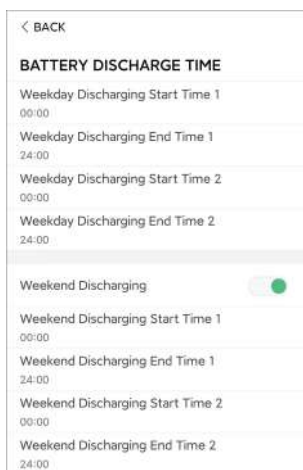 < BACK
BATTERY DISCHARGE TIME
Weekday Discharging Start Time 1
00:00
Weekday Discharging End Time 1
24:00
Weekday Discharging Start Time 2
00:00
Weekday Discharging End Time 2
24:00
Weekend Discharging
Weekend Discharging Start Time 1
00:00
Weekend Discharging End Time 1
24:00
Weekend Discharging Start Time 2
00:00
Weekend Discharging End Time 2
24:00